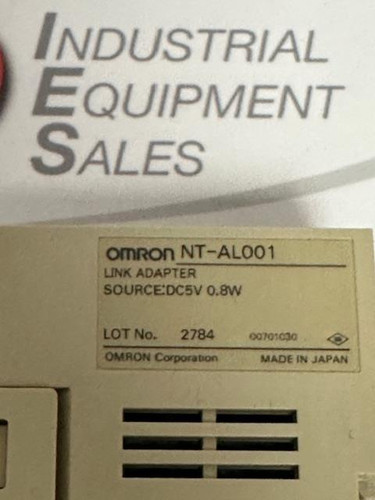 INDUSTRIAL
EQUIPMENT
SALES
OMRON NT-AL001
LINK ADAPTER
SOURCE:DC5V 0.8W
LOT No. 2784 00701030
OMRON Corporation MADE IN JAPAN